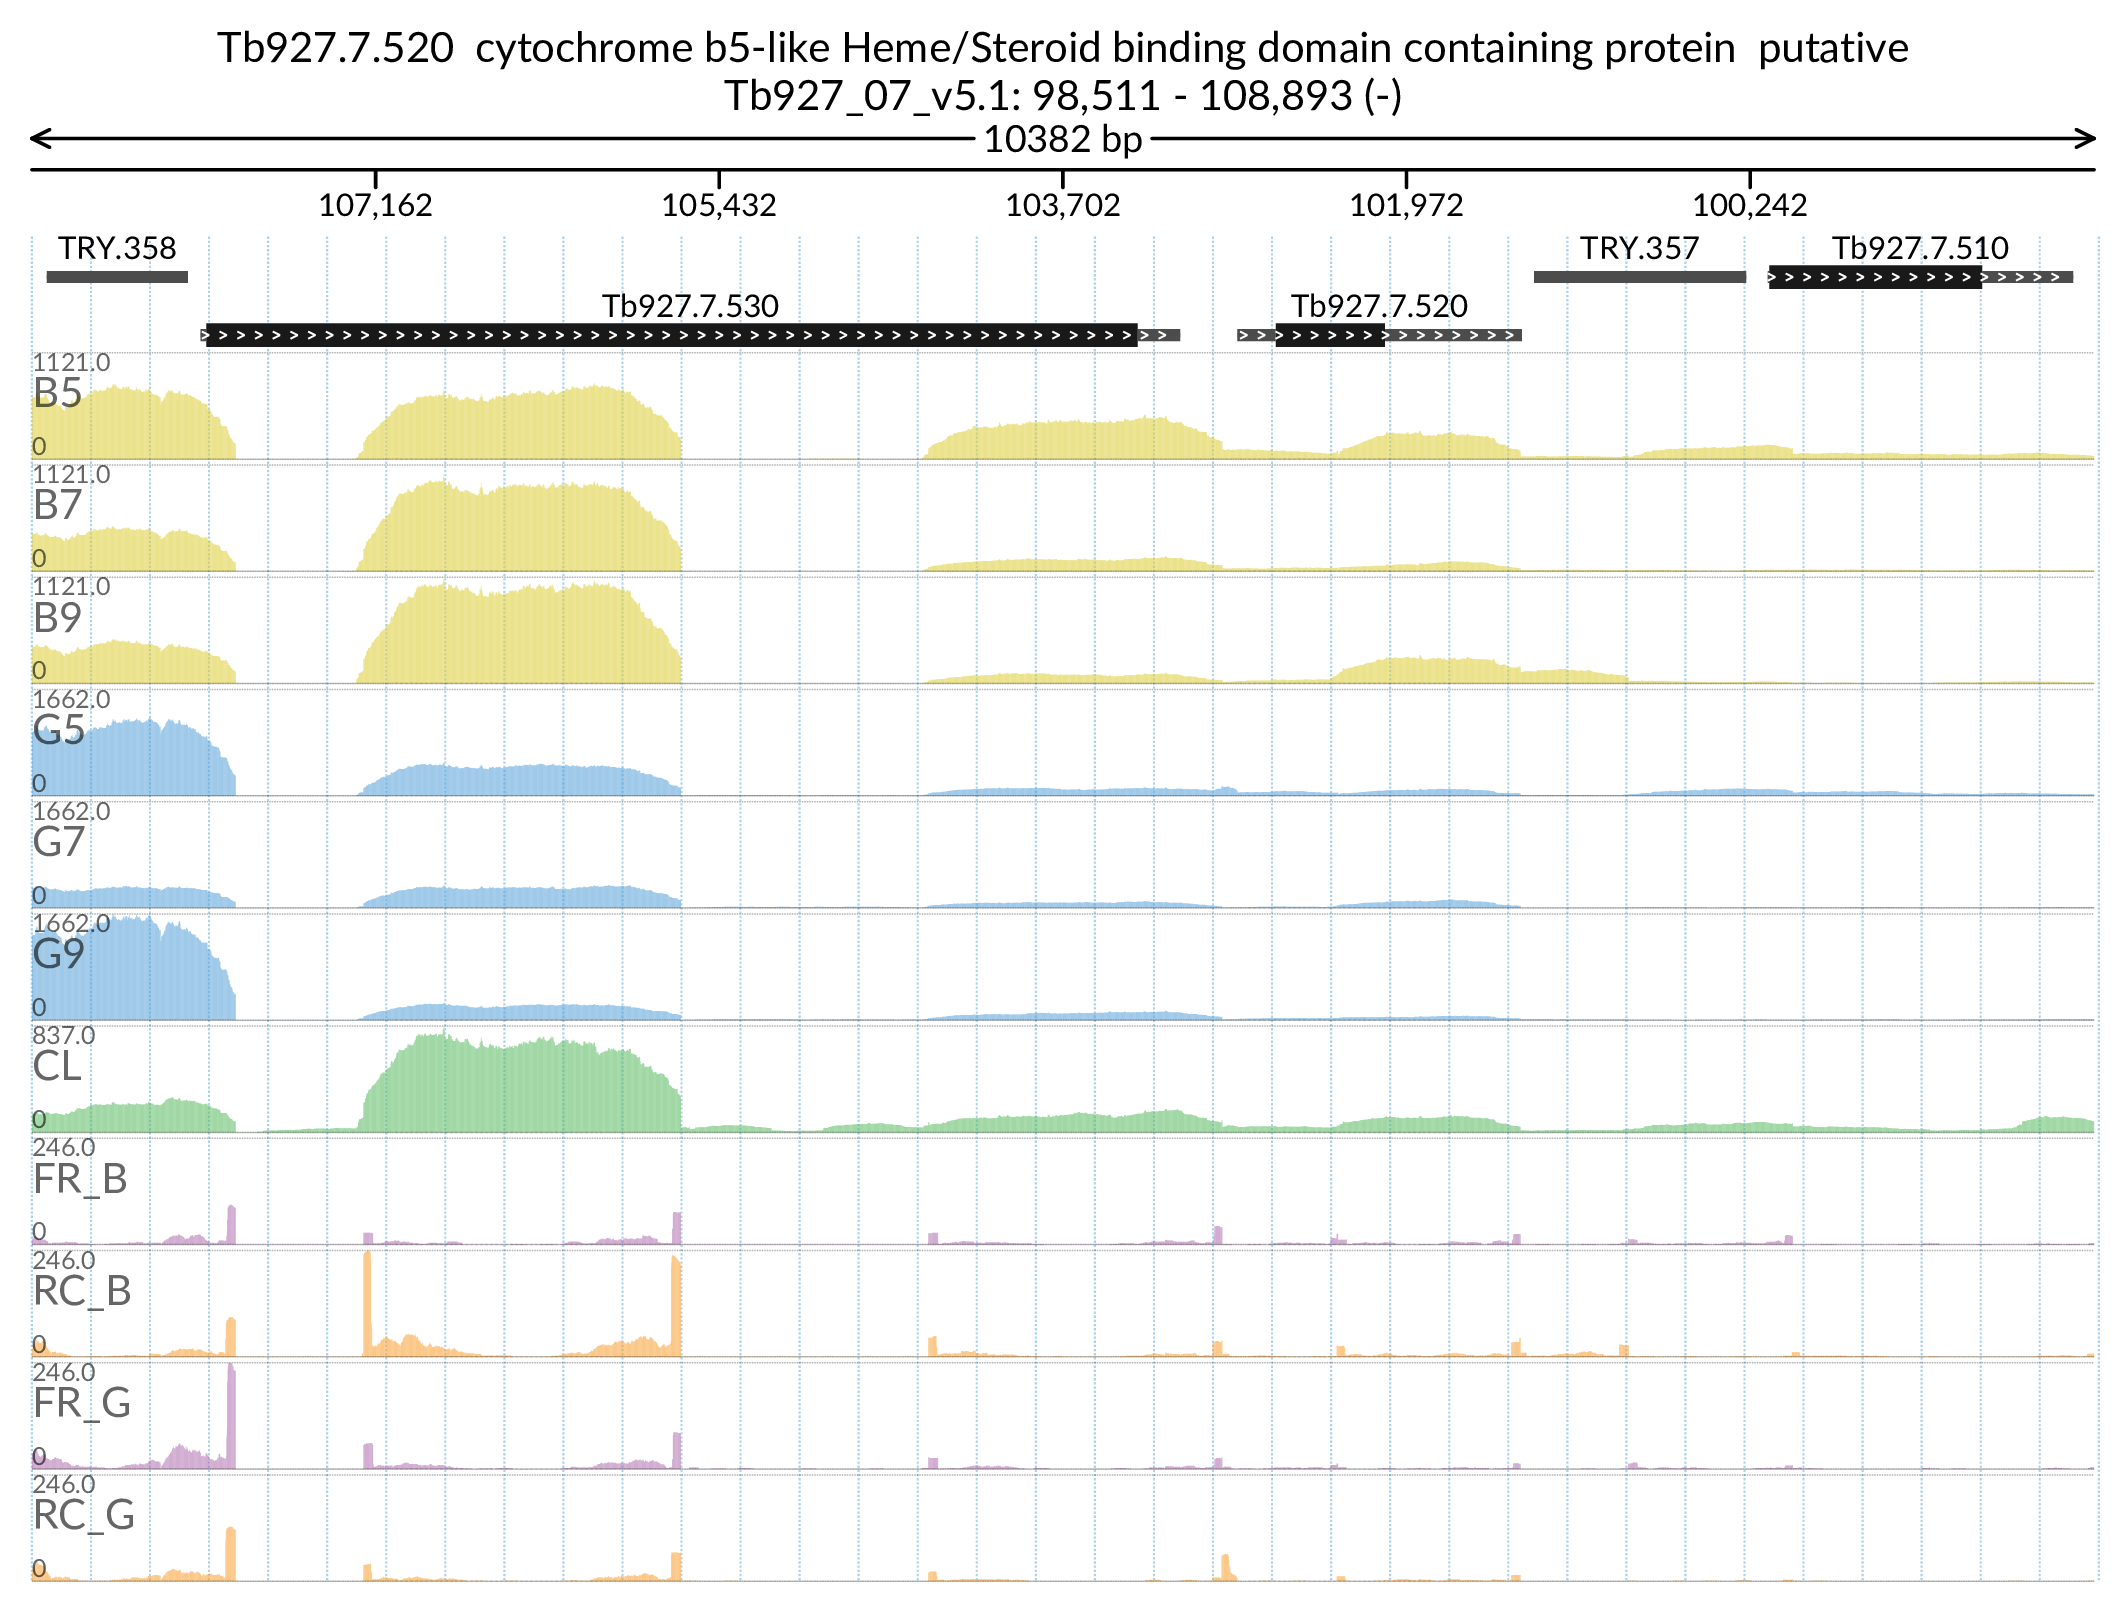 Tb927.7.520  cytochrome b5-like Heme/Steroid binding domain containing protein  putative
Tb927_07_v5.1: 98,511 - 108,893 (-)
10382 bp
107,162 105,432 103,702 101,972 100,242
TRY.358 TRY.357 Tb927.7.510
Tb927.7.530 Tb927.7.520
1121.0
B5
0
1121.0
B7
0
1121.0
B9
0
1662.0
G5
0
1662.0
G7
0
1662.0
G9
0
837.0
CL
0
246.0
FR_B
0
246.0
RC_B
0
246.0
FR_G
0
246.0
RC_G
0